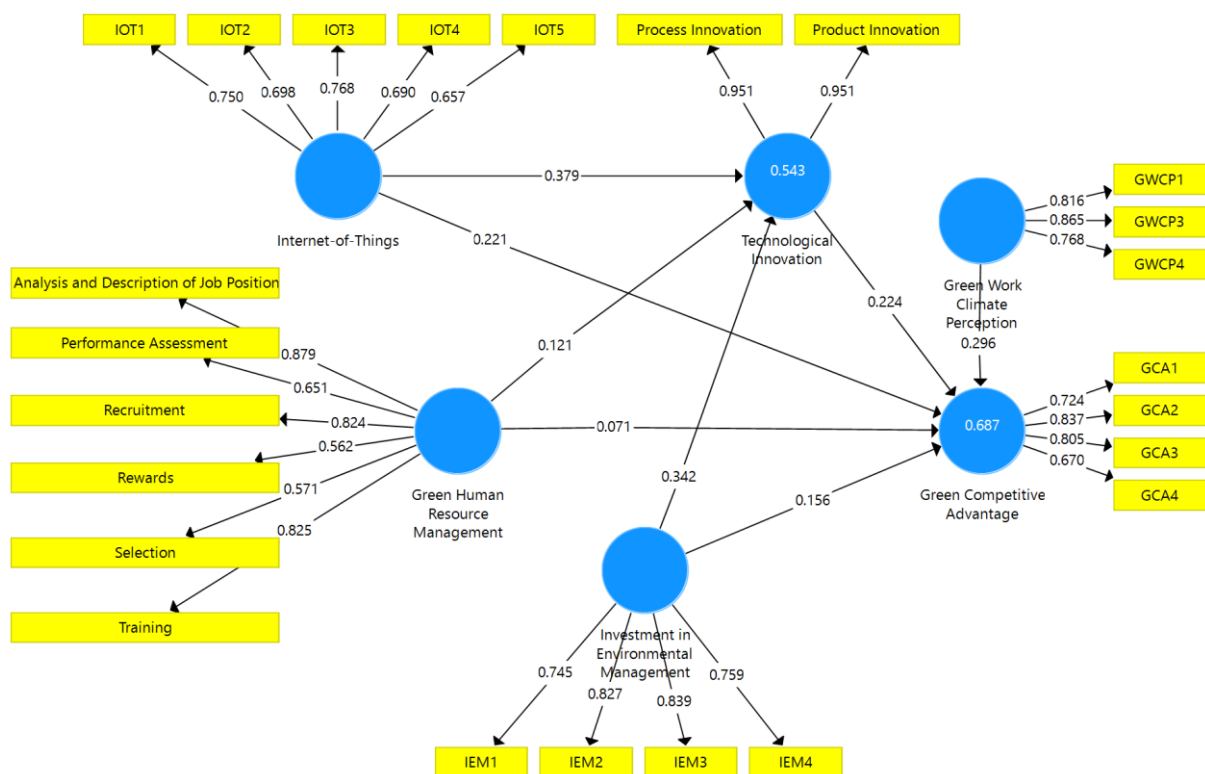 IOT1 IOT2 IOT3 IOT4 IOT5 Process Innovation Product Innovation
0.750 0.698 0.768 0.690 0.657 0.951 0.951
Internet-of-Things
0.379
0.221
0.543
Technological
Innovation
GWCP1
GWCP3
GWCP4
0.816
0.865
0.768
Green Work
Climate
Perception
0.224
0.296
Analysis and Description of Job Position
Performance Assessment
Recruitment
Rewards
Selection
Training
0.879
0.651
0.824
0.562
0.571
0.825
Green Human
Resource
Management
0.121
0.071
0.342
0.156
0.687
Green Competitive
Advantage
0.724
0.837
0.805
0.670
GCA1
GCA2
GCA3
GCA4
Investment in
Environmental
Management
0.745 0.827 0.839 0.759
IEM1 IEM2 IEM3 IEM4